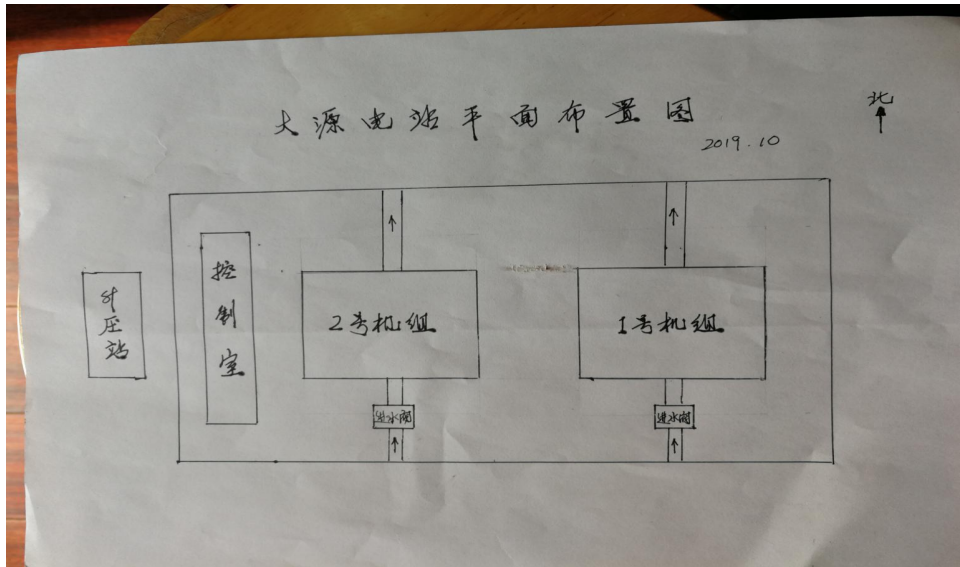 大源电站平面布置图
北
2019.10
控制室
升压站
2号机组
1号机组
进水阀
进水阀